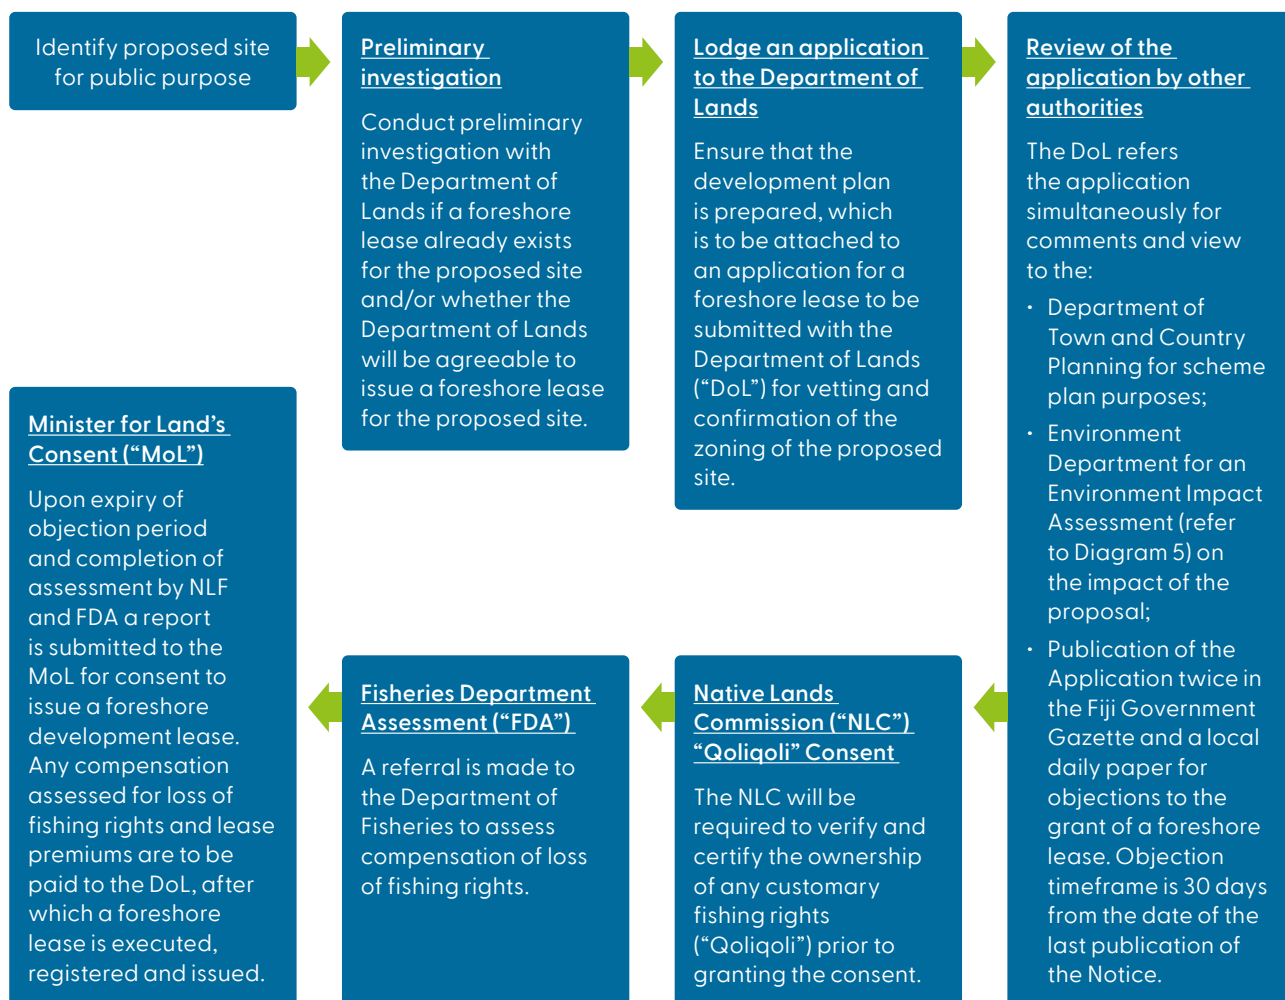 Identify proposed site
for public purpose
Preliminary
investigation
Conduct preliminary
investigation with
the Department of
Lands if a foreshore
lease already exists
for the proposed site
and/or whether the
Department of Lands
will be agreeable to
issue a foreshore lease
for the proposed site.
Lodge an application
to the Department of
Lands
Ensure that the
development plan
is prepared, which
is to be attached to
an application for a
foreshore lease to be
submitted with the
Department of Lands
(“DoL”) for vetting and
confirmation of the
zoning of the proposed
site.
Review of the
application by other
authorities
The DoL refers
the application
simultaneously for
comments and view
to the:
• Department of
Town and Country
Planning for scheme
plan purposes;
• Environment
Department for an
Environment Impact
Assessment (refer
to Diagram 5) on
the impact of the
proposal;
• Publication of the
Application twice in
the Fiji Government
Gazette and a local
daily paper for
objections to the
grant of a foreshore
lease. Objection
timeframe is 30 days
from the date of the
last publication of
the Notice.
Native Lands
Commission (“NLC”)
“Qoliqoli” Consent
The NLC will be
required to verify and
certify the ownership
of any customary
fishing rights
(“Qoliqoli”) prior to
granting the consent.
Fisheries Department
Assessment (“FDA”)
A referral is made to
the Department of
Fisheries to assess
compensation of loss
of fishing rights.
Minister for Land’s
Consent (“MoL”)
Upon expiry of
objection period
and completion of
assessment by NLF
and FDA a report
is submitted to the
MoL for consent to
issue a foreshore
development lease.
Any compensation
assessed for loss of
fishing rights and lease
premiums are to be
paid to the DoL, after
which a foreshore
lease is executed,
registered and issued.